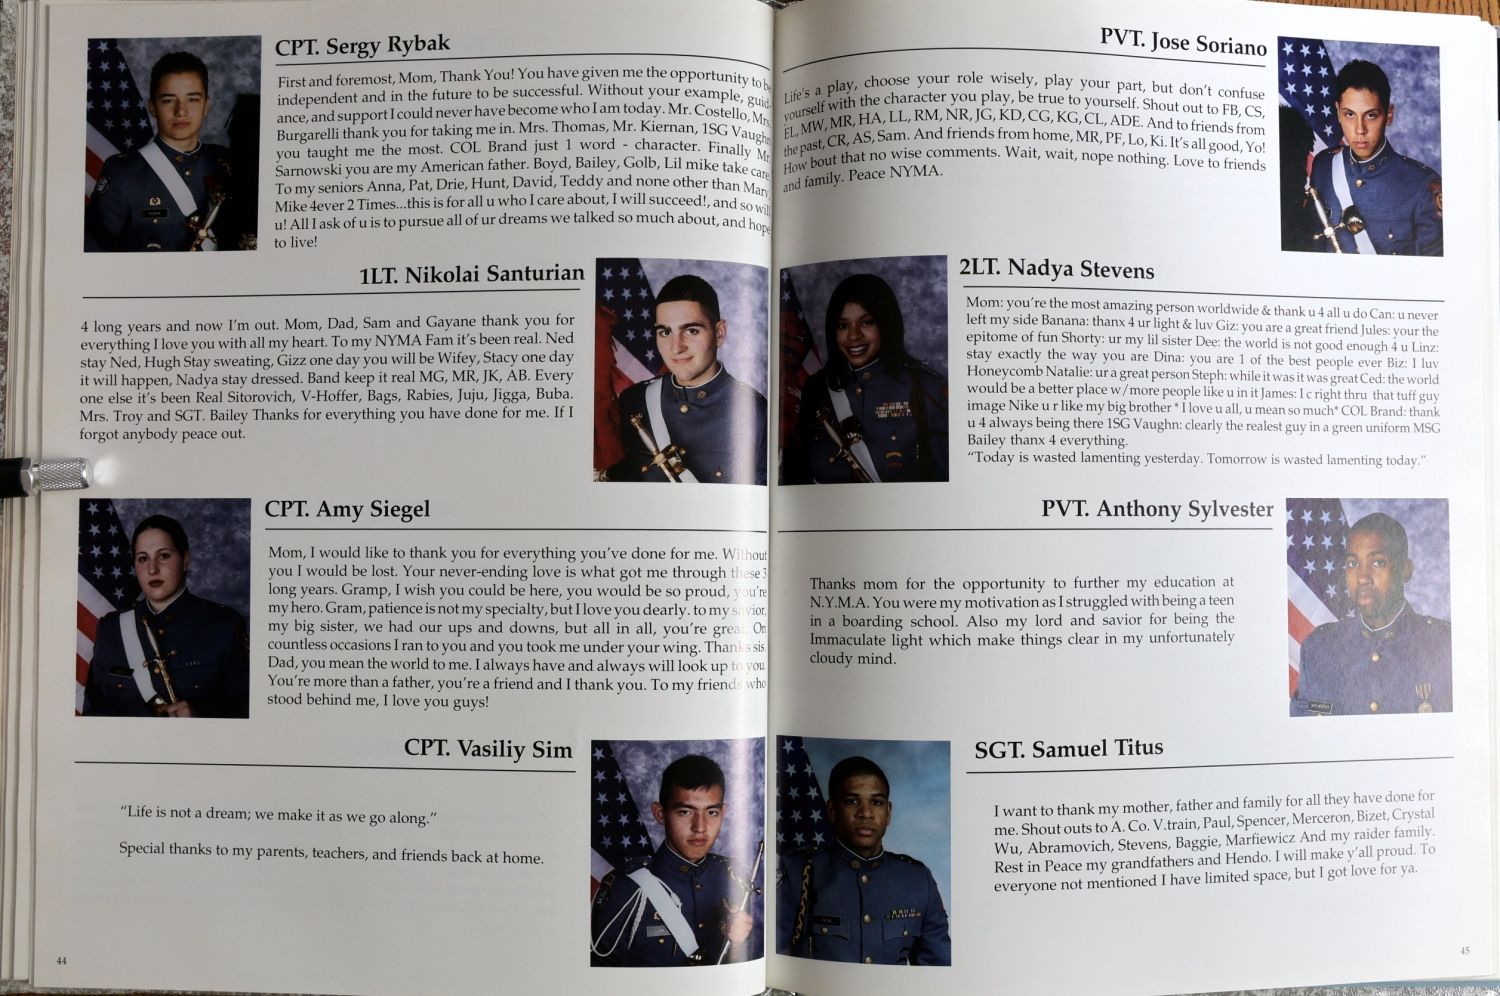 CPT. Sergy Rybak
First and foremost, Mom, Thank You! You have given me the opportunity to be
independent and in the future to be successful. Without your example, guid-
ance, and support I could never have become who I am today. Mr. Costello, Mrs.
Burgarelli thank you for taking me in. Mrs. Thomas, Mr. Kiernan, 1SG Vaughn
you taught me the most. COL Brand just 1 word - character. Finally Mr.
Sarnowski you are my American father. Boyd, Bailey, Golb, Lil mike take care.
To my seniors Anna, Pat, Drie, Hunt, David, Teddy and none other than Marv
Mike 4ever 2 Times...this is for all u who I care about, I will succeed!, and so will
u! All I ask of u is to pursue all of ur dreams we talked so much about, and hope
to live!
1LT. Nikolai Santurian
4 long years and now I'm out. Mom, Dad, Sam and Gayane thank you for
everything I love you with all my heart. To my NYMA Fam it's been real. Ned
stay Ned, Hugh Stay sweating, Gizz one day you will be Wifey, Stacy one day
it will happen, Nadya stay dressed. Band keep it real MG, MR, JK, AB. Every
one else it's been Real Sitorovich, V-Hoffer, Bags, Rabies, Juju, Jigga, Buba.
Mrs. Troy and SGT. Bailey Thanks for everything you have done for me. If I
forgot anybody peace out.
CPT. Amy Siegel
Mom, I would like to thank you for everything you've done for me. Without
you I would be lost. Your never-ending love is what got me through these 3
long years. Gramp, I wish you could be here, you would be so proud, you're
my hero. Gram, patience is not my specialty, but I love you dearly. to my savior,
my big sister, we had our ups and downs, but all in all, you're great. On
countless occasions I ran to you and you took me under your wing. Thanks sis.
Dad, you mean the world to me. I always have and always will look up to you.
You're more than a father, you're a friend and I thank you. To my friends who
stood behind me, I love you guys!
CPT. Vasiliy Sim
"Life is not a dream; we make it as we go along."
Special thanks to my parents, teachers, and friends back at home.
44
PVT. Jose Soriano
Life's a play, choose your role wisely, play your part, but don't confuse
yourself with the character you play, be true to yourself. Shout out to FB, CS,
EL, MW, MR, HA, LL, RM, NR, JG, KD, CG, KG, CL, ADE. And to friends from
the past, CR, AS, Sam. And friends from home, MR, PF, Lo, Ki. It's all good, Yo!
How bout that no wise comments. Wait, wait, nope nothing. Love to friends
and family. Peace NYMA.
2LT. Nadya Stevens
Mom: you're the most amazing person worldwide & thank u 4 all u do Can: u never
left my side Banana: thanx 4 ur light & luv Giz: you are a great friend Jules: your the
epitome of fun Shorty: ur my lil sister Dee: the world is not good enough 4 u Linz:
stay exactly the way you are Dina: you are 1 of the best people ever Biz: I luv
Honeycomb Natalie: ur a great person Steph: while it was it was great Ced: the world
would be a better place w/more people like u in it James: I c right thru that tuff guy
image Nike u r like my big brother * I love u all, u mean so much* COL Brand: thank
u 4 always being there 1SG Vaughn: clearly the realest guy in a green uniform MSG
Bailey thanx 4 everything.
"Today is wasted lamenting yesterday. Tomorrow is wasted lamenting today."
PVT. Anthony Sylvester
Thanks mom for the opportunity to further my education at
N.Y.M.A. You were my motivation as I struggled with being a teen
in a boarding school. Also my lord and savior for being the
Immaculate light which make things clear in my unfortunately
cloudy mind.
SGT. Samuel Titus
I want to thank my mother, father and family for all they have done for
me. Shout outs to A. Co. V.train, Paul, Spencer, Merceron, Bizet, Crystal
Wu, Abramovich, Stevens, Baggie, Marfiewicz And my raider family.
Rest in Peace my grandfathers and Hendo. I will make y'all proud. To
everyone not mentioned I have limited space, but I got love for ya.
45